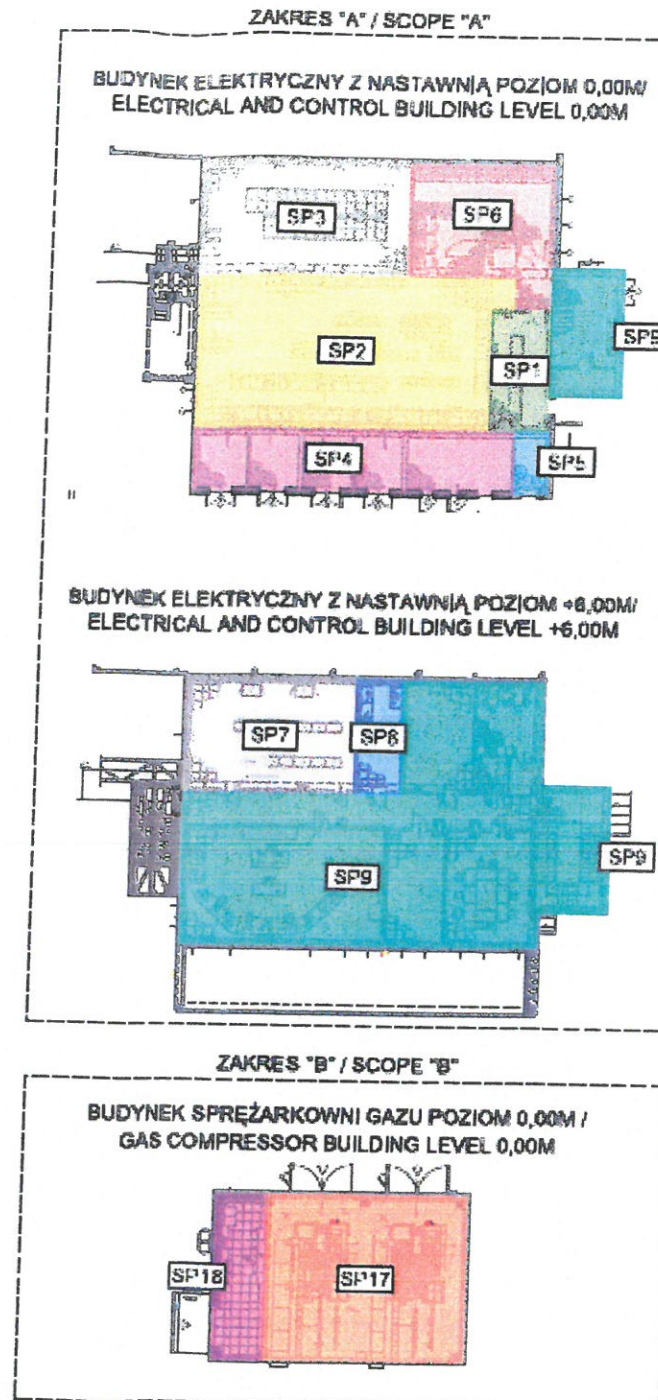 ZAKRES "A" / SCOPE "A"
BUDYNEK ELEKTRYCZNY Z NASTAWNIĄ POZIOM 0,00M/
ELECTRICAL AND CONTROL BUILDING LEVEL 0,00M
SP3
SP6
SP2
SP1
SP9
SP4
SP5
BUDYNEK ELEKTRYCZNY Z NASTAWNIĄ POZIOM +6,00M/
ELECTRICAL AND CONTROL BUILDING LEVEL +6,00M
SP7
SP8
SP9
SP9
ZAKRES "B" / SCOPE "B"
BUDYNEK SPRĘŻARKOWNI GAZU POZIOM 0,00M /
GAS COMPRESSOR BUILDING LEVEL 0,00M
SP18
SP17